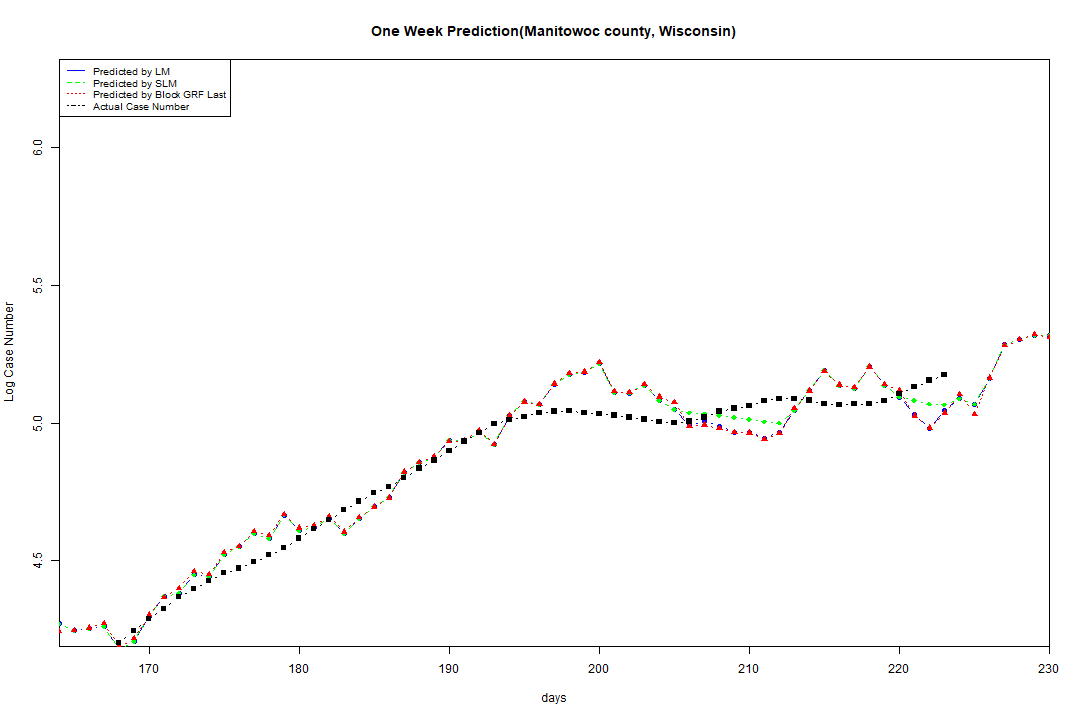 One Week Prediction(Manitowoc county, Wisconsin)
Predicted by LM
Predicted by SLM
Predicted by Block GRF Last
Actual Case Number
6.0
5.5
5.0
4.5
Log Case Number
170 180 190 200 210 220 230
days